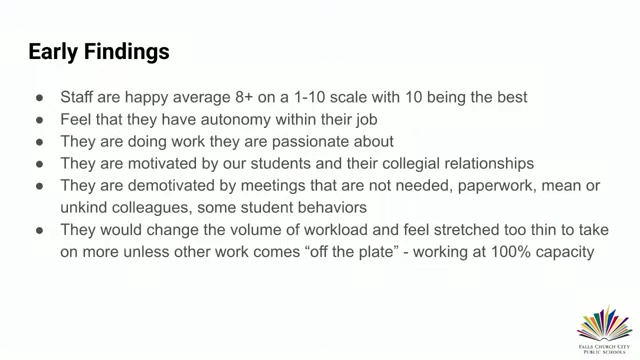 Early Findings
● Staff are happy average 8+ on a 1-10 scale with 10 being the best
● Feel that they have autonomy within their job
● They are doing work they are passionate about
● They are motivated by our students and their collegial relationships
● They are demotivated by meetings that are not needed, paperwork, mean or
unkind colleagues, some student behaviors
● They would change the volume of workload and feel stretched too thin to take
on more unless other work comes “off the plate” - working at 100% capacity
Falls Church City
Public Schools